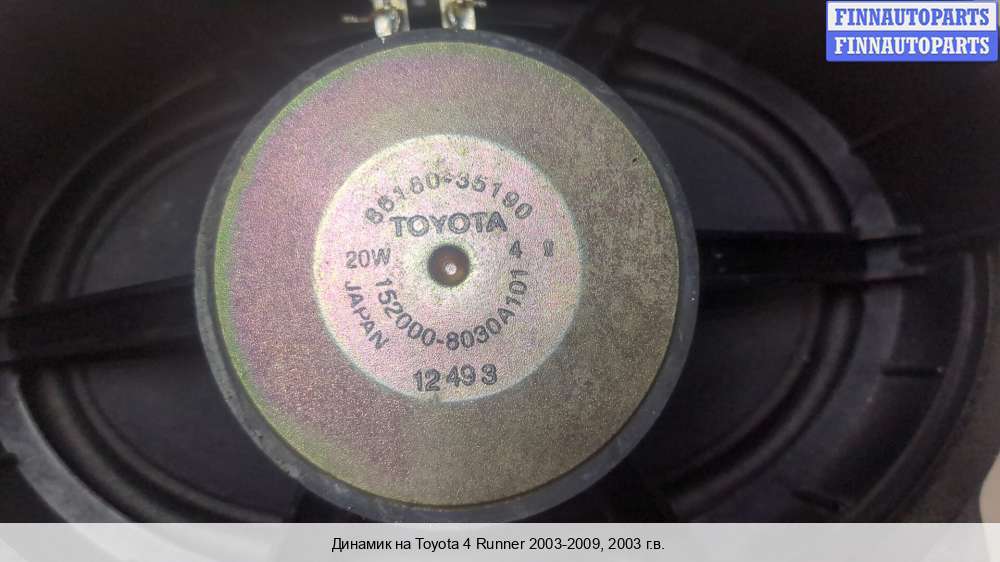 FINNAUTOPARTS
FINNAUTOPARTS
86160-35190
TOYOTA
20W 4
152000-8030A101
JAPAN
12493
Динамик на Toyota 4 Runner 2003-2009, 2003 г.в.